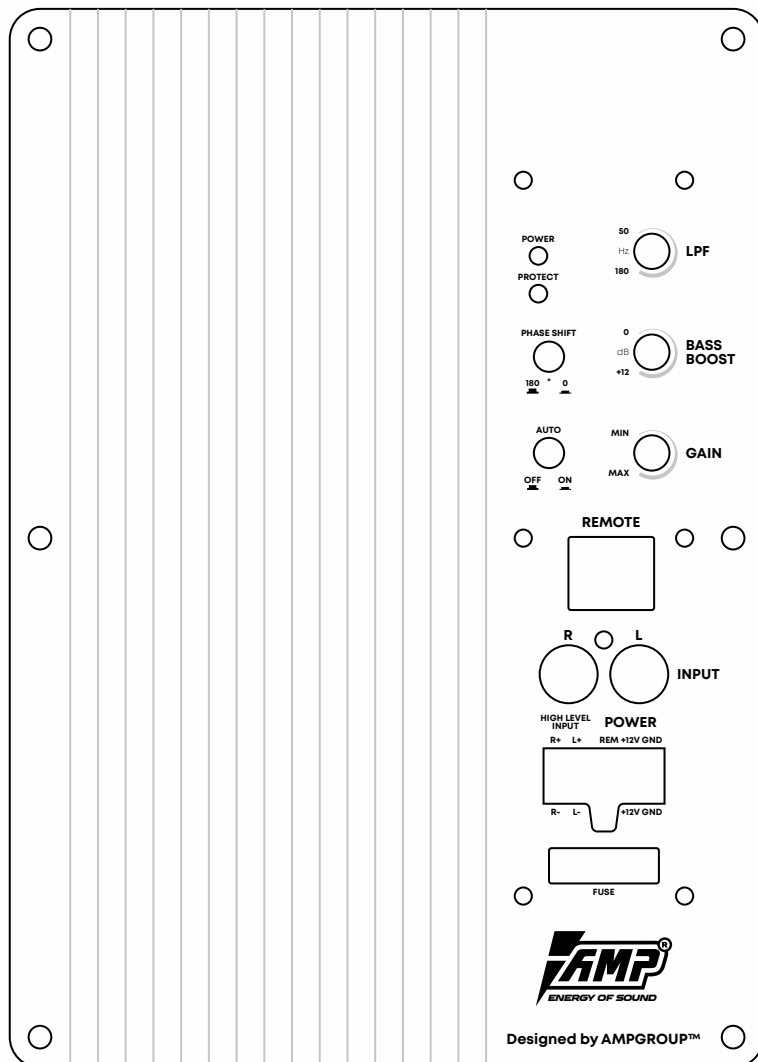 POWER
PROTECT
50
Hz
180
LPF
PHASE SHIFT
180 ° 0
0
dB
+12
BASS
BOOST
AUTO
OFF ON
MIN
MAX
GAIN
REMOTE
R L
INPUT
HIGH LEVEL
INPUT
POWER
R+ L+ REM +12V GND
R- L- +12V GND
FUSE
AMP®
ENERGY OF SOUND
Designed by AMPGROUP™